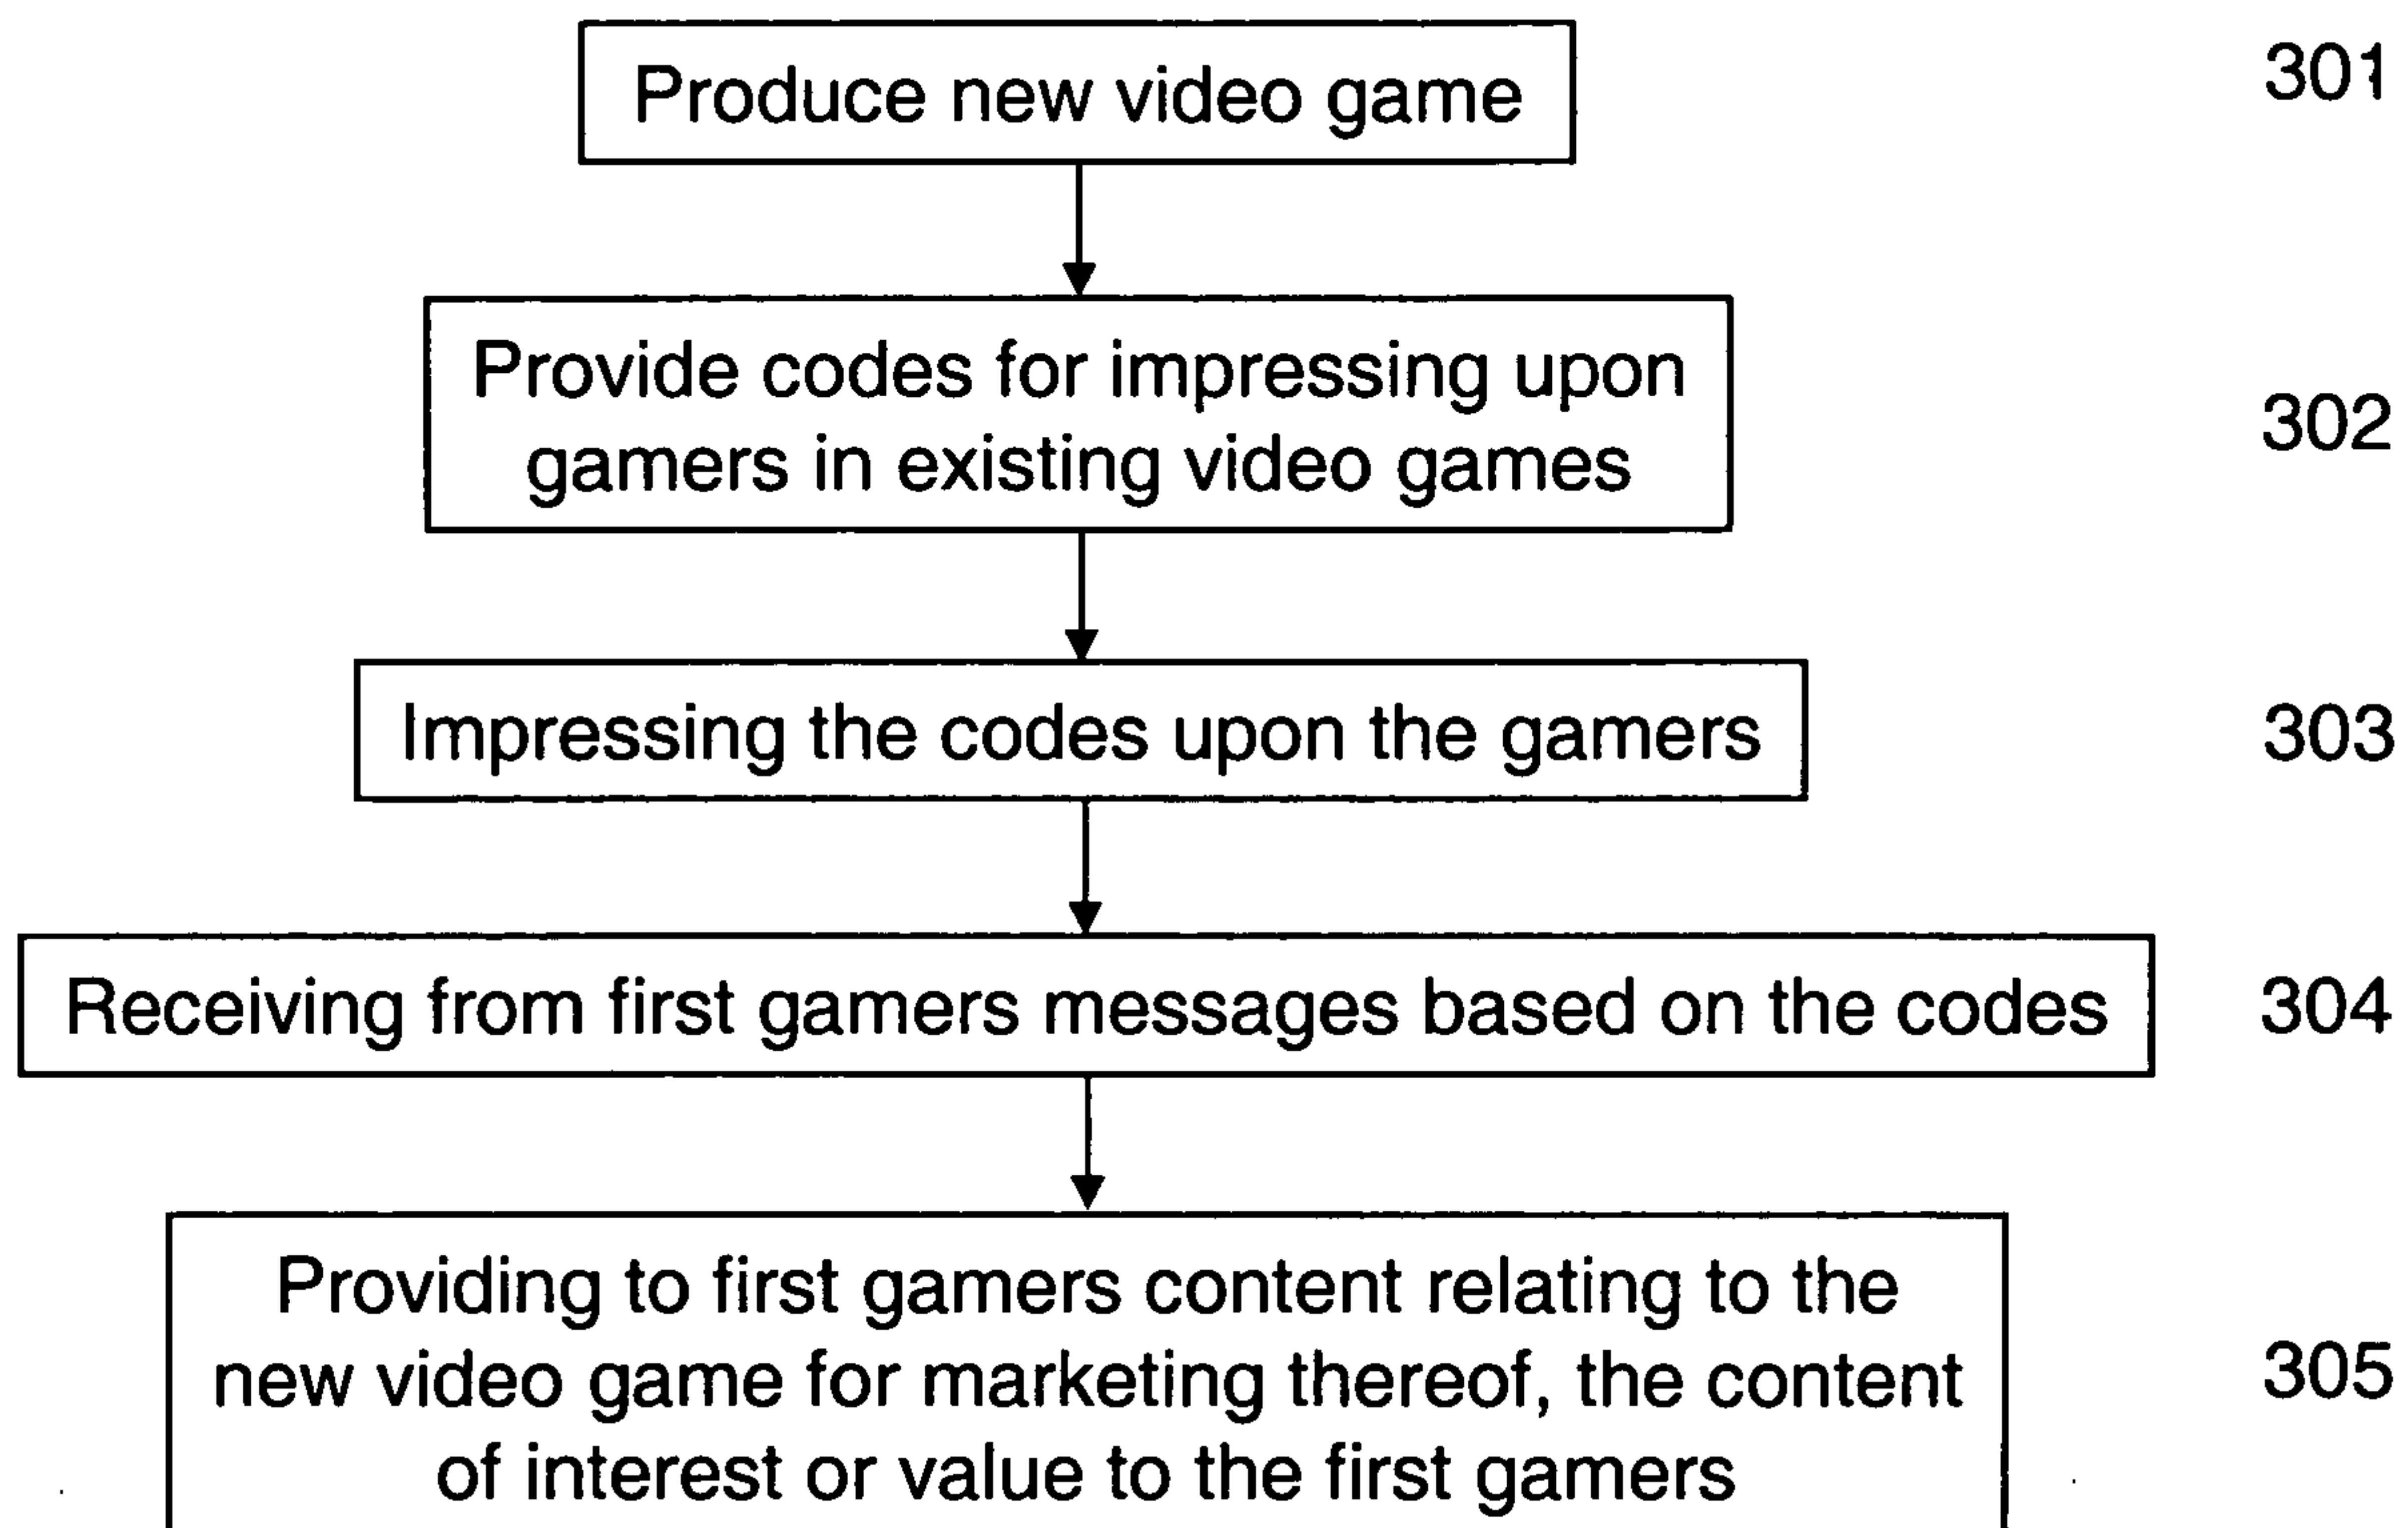 Produce new video game
301
Provide codes for impressing upon
gamers in existing video games
302
Impressing the codes upon the gamers
303
Receiving from first gamers messages based on the codes
304
Providing to first gamers content relating to the
new video game for marketing thereof, the content
of interest or value to the first gamers
305